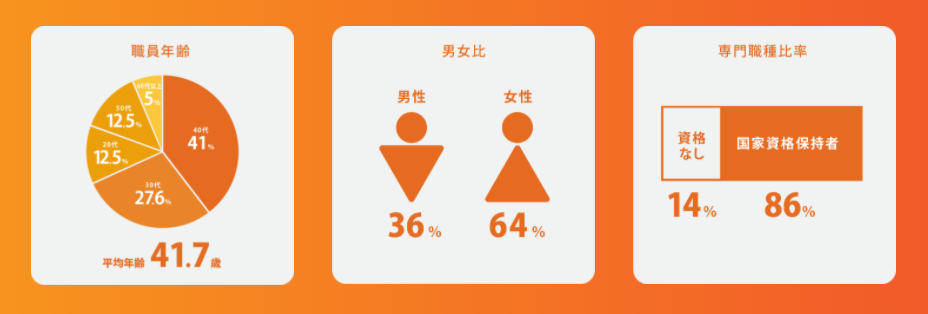 職員年齢
60代以上
5%
50代
12.5%
20代
12.5%
40代
41%
30代
27.6%
平均年齢 41.7歳
男女比
男性
女性
36%
64%
専門職種比率
資格
なし
国家資格保持者
14%
86%